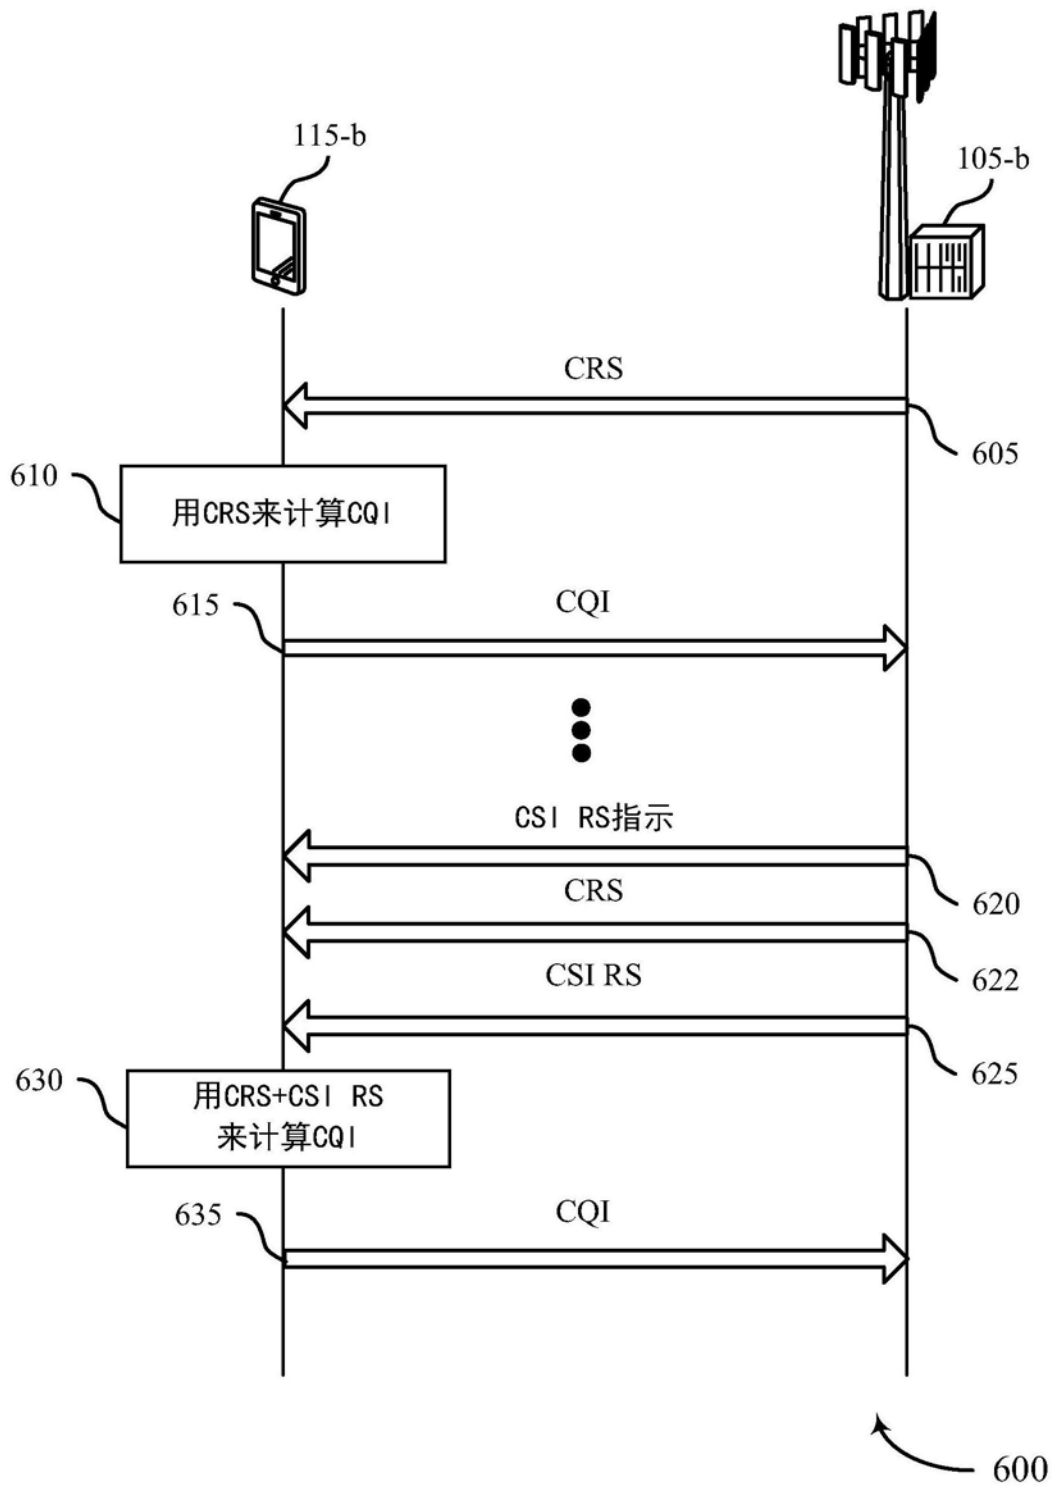 115-b
105-b
CRS
605
610
用CRS来计算CQI
CQI
615
CSI RS指示
620
CRS
622
CSI RS
625
630
用CRS+CSI RS
来计算CQI
CQI
635
600